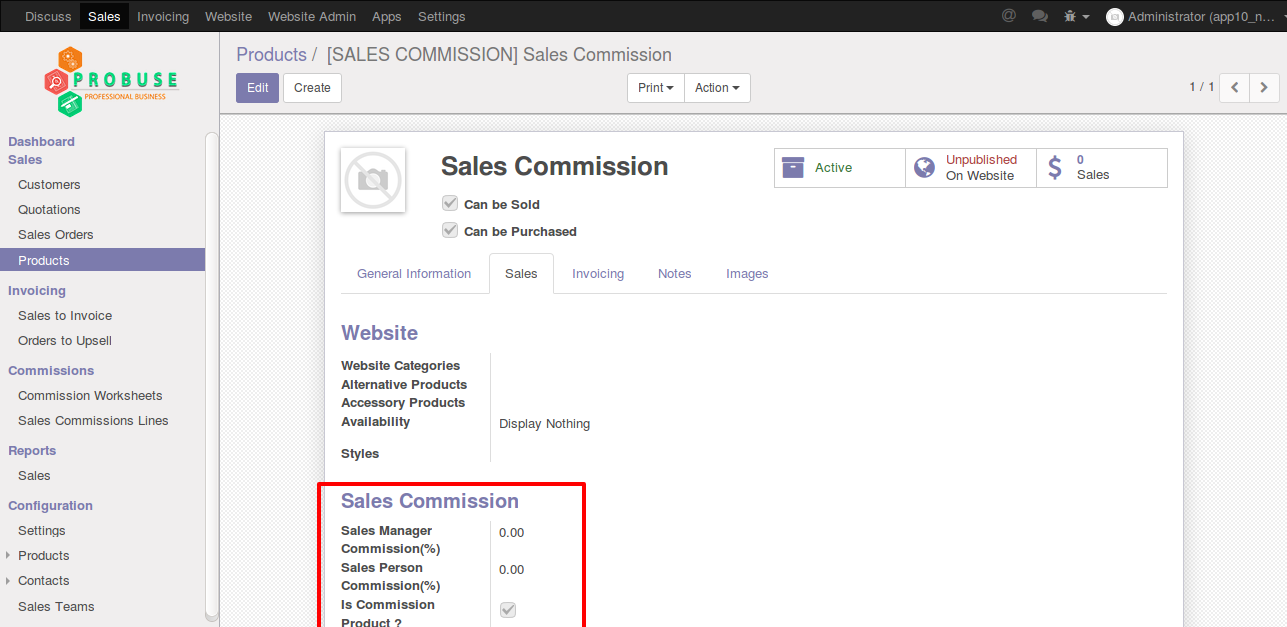 Discuss Sales Invoicing Website Website Admin Apps Settings @ Administrator (app10_n...
PROBUSE
PROFESSIONAL BUSINESS
Products / [SALES COMMISSION] Sales Commission
Edit Create Print Action 1 / 1
Dashboard
Sales
Customers
Quotations
Sales Orders
Products
Invoicing
Sales to Invoice
Orders to Upsell
Commissions
Commission Worksheets
Sales Commissions Lines
Reports
Sales
Configuration
Settings
Products
Contacts
Sales Teams
Sales Commission
Active
Unpublished
On Website
$ 0
Sales
Can be Sold
Can be Purchased
General Information Sales Invoicing Notes Images
Website
Website Categories
Alternative Products
Accessory Products
Availability Display Nothing
Styles
Sales Commission
Sales Manager 0.00
Commission(%)
Sales Person 0.00
Commission(%)
Is Commission
Product ?